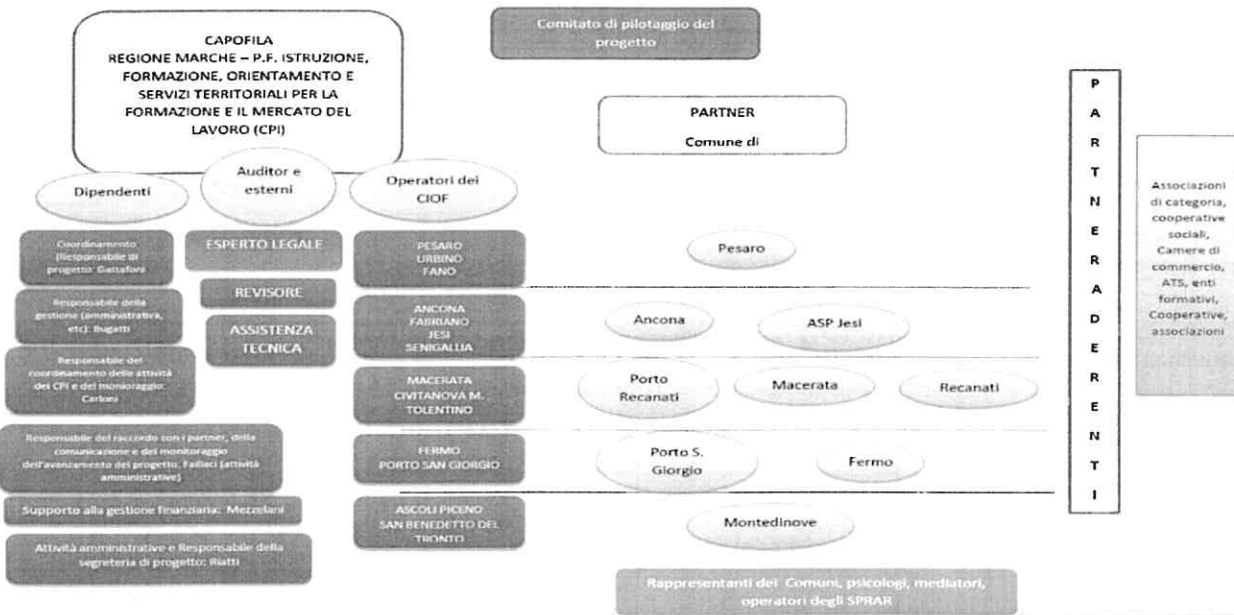 Comitato di pilotaggio del
progetto
CAPOFILA
REGIONE MARCHE – P.F. ISTRUZIONE,
FORMAZIONE, ORIENTAMENTO E
SERVIZI TERRITORIALI PER LA
FORMAZIONE E IL MERCATO DEL
LAVORO (CPI)
PARTNER
Comune di
Dipendenti
Auditor e
esterni
Operatori dei
CIOF
Coordinamento
(Responsabile di
progetto: Gattafoni
Responsabile della
gestione (amministrativa,
etc): Bugatti
Responsabile del
coordinamento delle attività
dei CPI e del monioraggio:
Carloni
Responsabile del raccordo con i partner, della
comunicazione e del monitoraggio
dell'avanzamento del progetto: Faillaci (attività
amministrative)
Supporto alla gestione finanziaria: Mezzelani
Attività amministrative e Responsabile della
segreteria di progetto: Riatti
ESPERTO LEGALE
REVISORE
ASSISTENZA
TECNICA
PESARO
URBINO
FANO
ANCONA
FABRIANO
JESI
SENIGALLIA
MACERATA
CIVITANOVA M.
TOLENTINO
FERMO
PORTO SAN GIORGIO
ASCOLI PICENO
SAN BENEDETTO DEL
TRONTO
Pesaro
Ancona
ASP Jesi
Porto
Recanati
Macerata
Recanati
Porto S.
Giorgio
Fermo
Montedinove
Rappresentanti dei Comuni, psicologi, mediatori,
operatori degli SPRAR
P
A
R
T
N
E
R
A
D
E
R
E
N
T
I
Associazioni
di categoria,
cooperative
sociali,
Camere di
commercio,
ATS, enti
formativi,
Cooperative,
associazioni